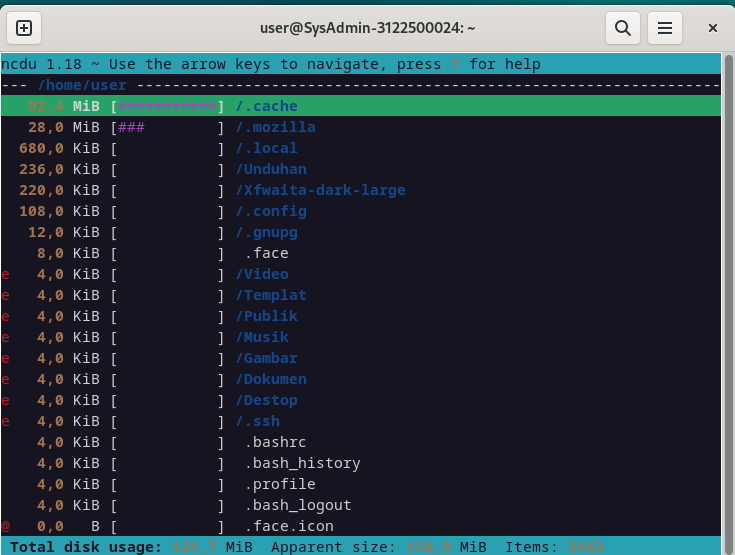 user@SysAdmin-3122500024: ~
ncdu 1.18 ~ Use the arrow keys to navigate, press ? for help
--- /home/user -----------------------------------------------------------------
92,4 MiB [###########] /.cache
28,0 MiB [###        ] /.mozilla
680,0 KiB [           ] /.local
236,0 KiB [           ] /Unduhan
220,0 KiB [           ] /Xfwaita-dark-large
108,0 KiB [           ] /.config
12,0 KiB [           ] /.gnupg
8,0 KiB [           ]  .face
e 4,0 KiB [           ] /Video
e 4,0 KiB [           ] /Templat
e 4,0 KiB [           ] /Publik
e 4,0 KiB [           ] /Musik
e 4,0 KiB [           ] /Gambar
e 4,0 KiB [           ] /Dokumen
e 4,0 KiB [           ] /Destop
e 4,0 KiB [           ] /.ssh
4,0 KiB [           ]  .bashrc
4,0 KiB [           ]  .bash_history
4,0 KiB [           ]  .profile
4,0 KiB [           ]  .bash_logout
@ 0,0   B [           ]  .face.icon
Total disk usage: 121,7 MiB  Apparent size: 118,9 MiB  Items: 3163